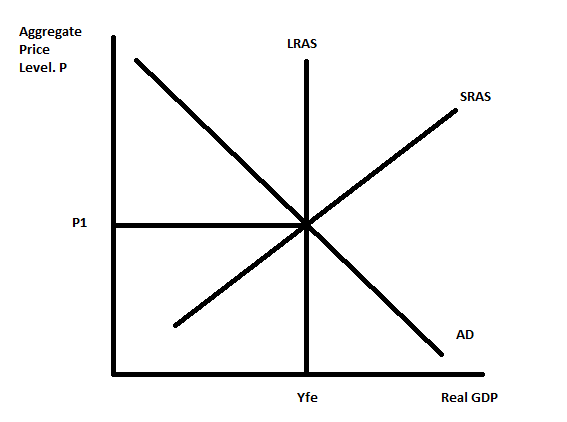 Aggregate
Price
Level. P
LRAS
SRAS
P1
AD
Yfe
Real GDP